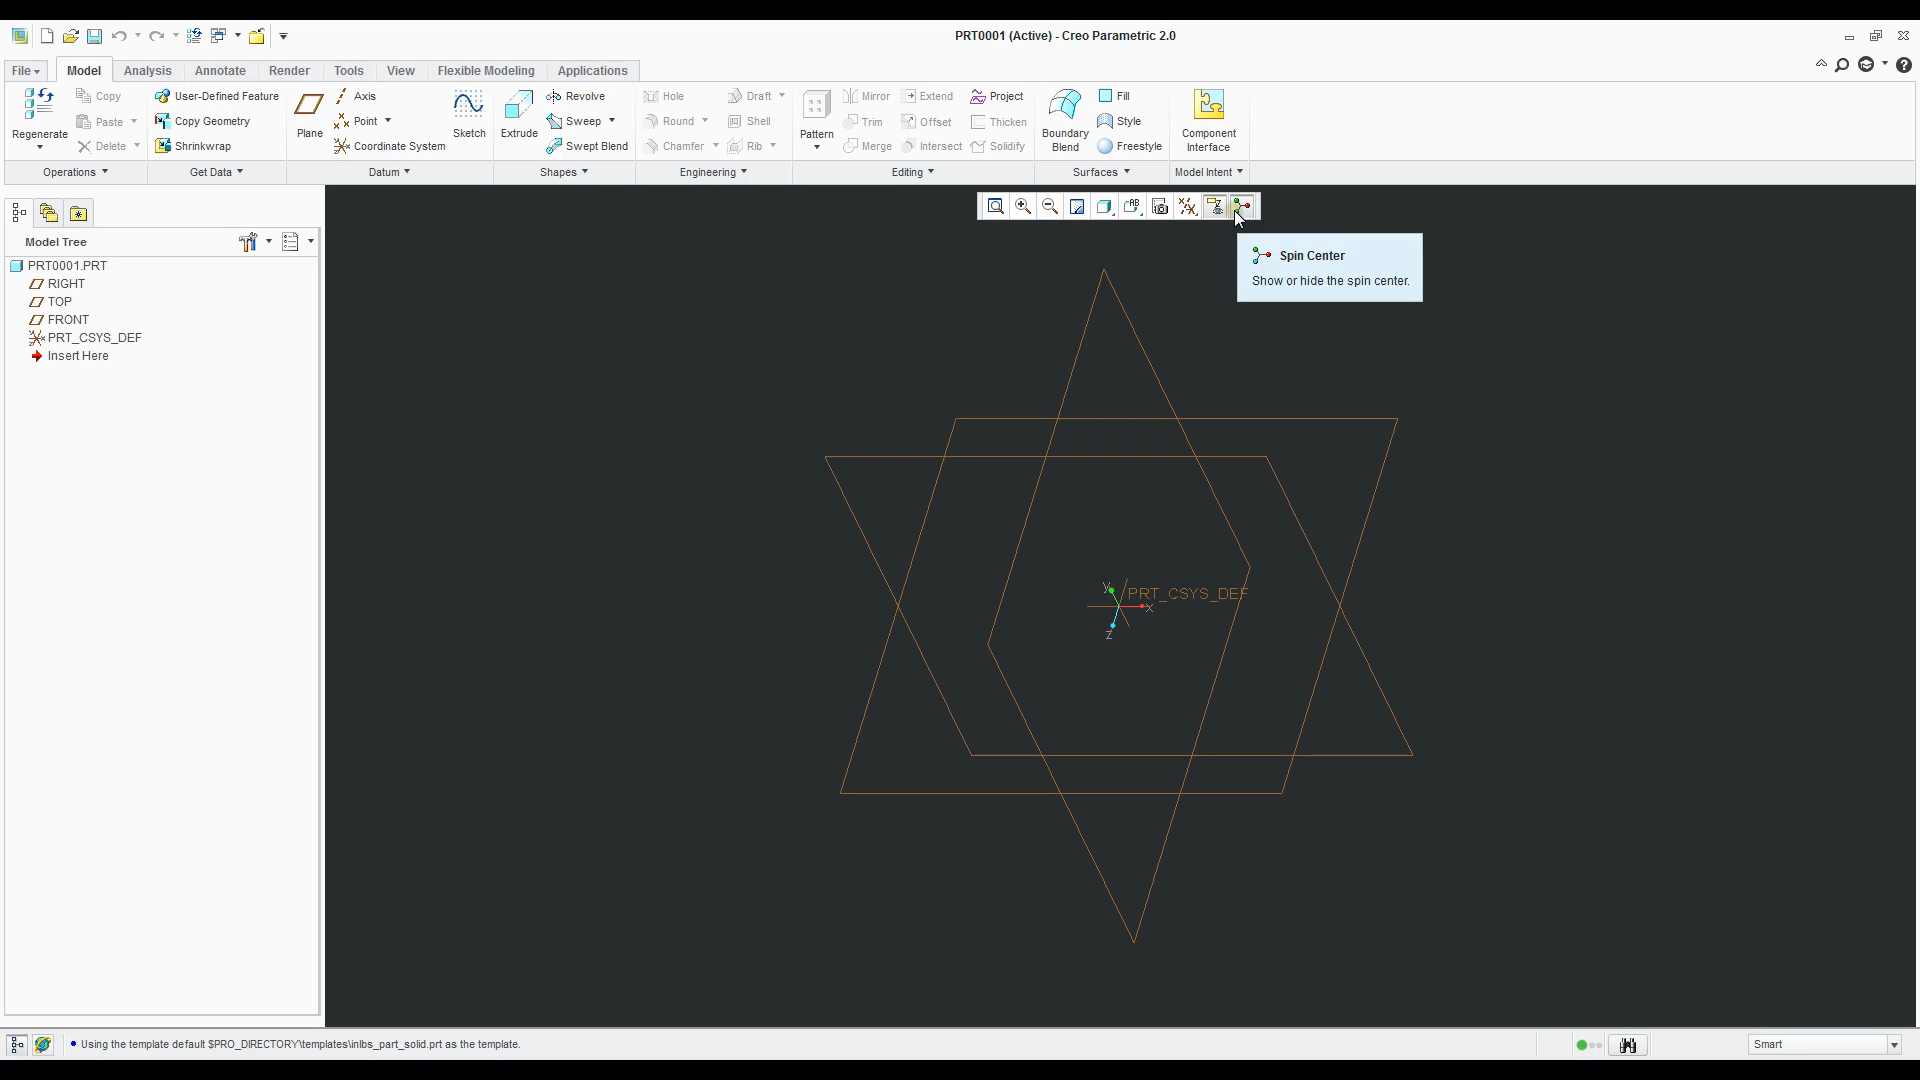 PRT0001 (Active) - Creo Parametric 2.0
File Model Analysis Annotate Render Tools View Flexible Modeling Applications
Regenerate
Copy
Paste
Delete
Operations
User-Defined Feature
Copy Geometry
Shrinkwrap
Get Data
Plane
Axis
Point
Coordinate System
Sketch
Datum
Extrude
Revolve
Sweep
Swept Blend
Shapes
Hole
Round
Chamfer
Draft
Shell
Rib
Engineering
Pattern
Mirror
Trim
Merge
Extend
Offset
Intersect
Project
Thicken
Solidify
Editing
Boundary
Blend
Fill
Style
Freestyle
Surfaces
Component
Interface
Model Intent
Model Tree
PRT0001.PRT
RIGHT
TOP
FRONT
PRT_CSYS_DEF
Insert Here
Spin Center
Show or hide the spin center.
Y
PRT_CSYS_DEF
X
Z
Using the template default $PRO_DIRECTORY\templates\inlbs_part_solid.prt as the template.
Smart